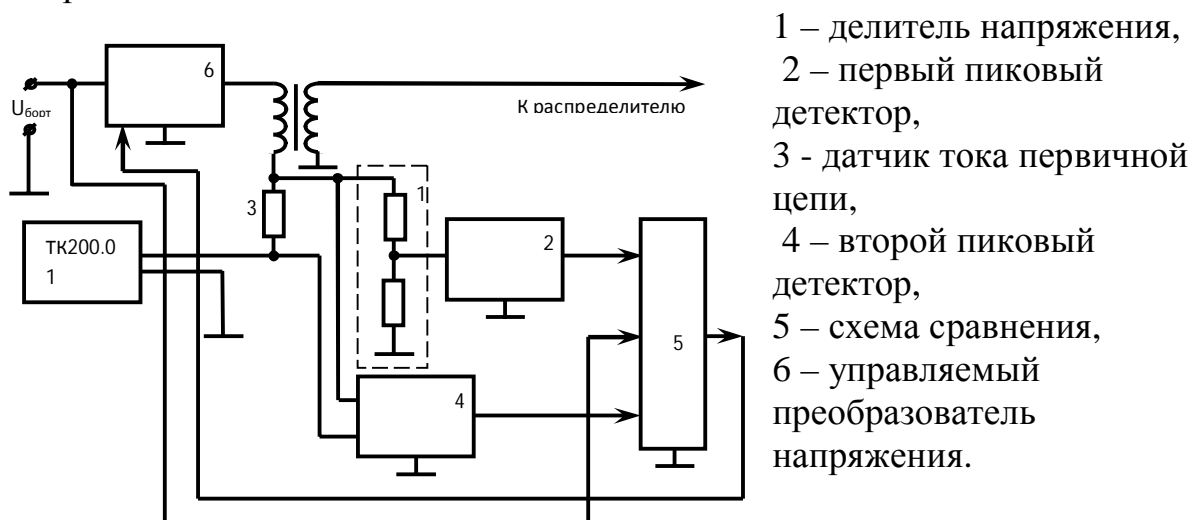 6
Uборт
К распределителю
3
1
ТК200.0
1
2
5
4
1 – делитель напряжения,
2 – первый пиковый
детектор,
3 - датчик тока первичной
цепи,
4 – второй пиковый
детектор,
5 – схема сравнения,
6 – управляемый
преобразователь
напряжения.